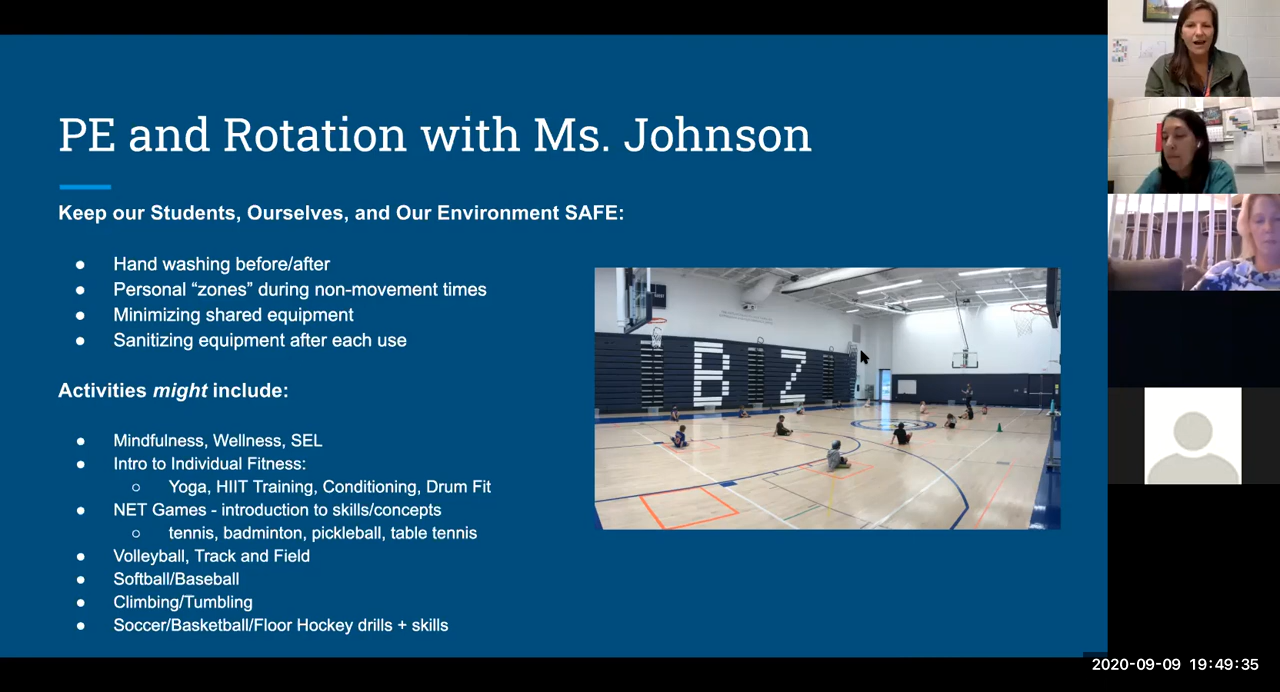 PE and Rotation with Ms. Johnson
Keep our Students, Ourselves, and Our Environment SAFE:
● Hand washing before/after
● Personal “zones” during non-movement times
● Minimizing shared equipment
● Sanitizing equipment after each use
Activities might include:
● Mindfulness, Wellness, SEL
● Intro to Individual Fitness:
○ Yoga, HIIT Training, Conditioning, Drum Fit
● NET Games - introduction to skills/concepts
○ tennis, badminton, pickleball, table tennis
● Volleyball, Track and Field
● Softball/Baseball
● Climbing/Tumbling
● Soccer/Basketball/Floor Hockey drills + skills
B Z
2020-09-09 19:49:35